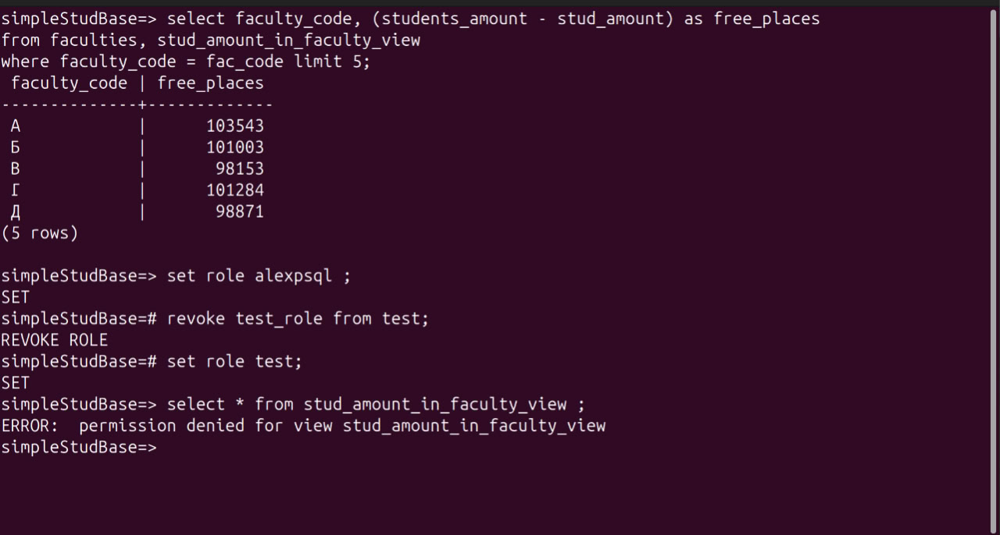 simpleStudBase=> select faculty_code, (students_amount - stud_amount) as free_places
from faculties, stud_amount_in_faculty_view
where faculty_code = fac_code limit 5;
 faculty_code | free_places
--------------+-------------
 А            |      103543
 Б            |      101003
 В            |       98153
 Г            |      101284
 Д            |       98871
(5 rows)

simpleStudBase=> set role alexpsql ;
SET
simpleStudBase=# revoke test_role from test;
REVOKE ROLE
simpleStudBase=# set role test;
SET
simpleStudBase=> select * from stud_amount_in_faculty_view ;
ERROR:  permission denied for view stud_amount_in_faculty_view
simpleStudBase=>